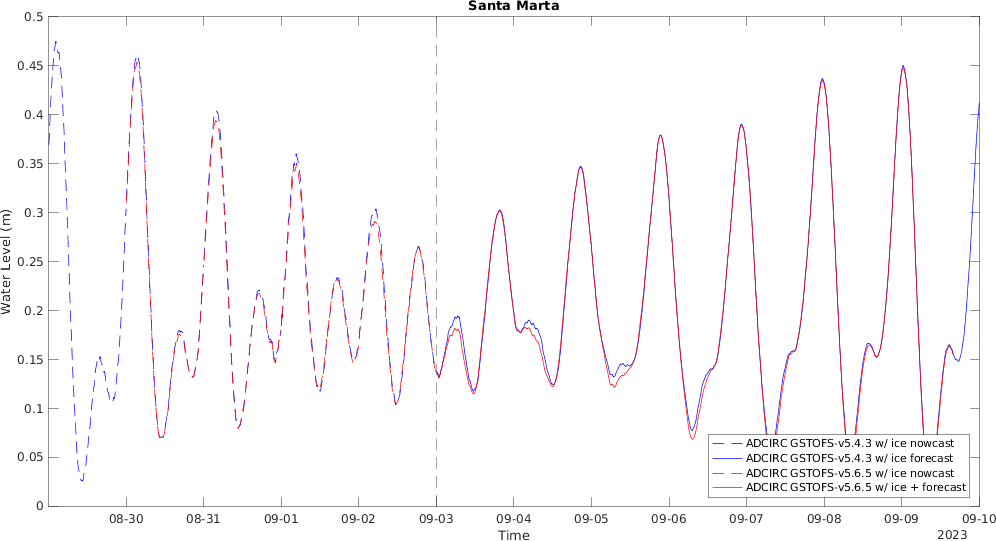 Santa Marta
Water Level (m)
0.5
0.45
0.4
0.35
0.3
0.25
0.2
0.15
0.1
0.05
0
ADCIRC GSTOFS-v5.4.3 w/ ice nowcast
ADCIRC GSTOFS-v5.4.3 w/ ice forecast
ADCIRC GSTOFS-v5.6.5 w/ ice nowcast
ADCIRC GSTOFS-v5.6.5 w/ ice + forecast
08-30 08-31 09-01 09-02 09-03 09-04 09-05 09-06 09-07 09-08 09-09 09-10
Time
2023